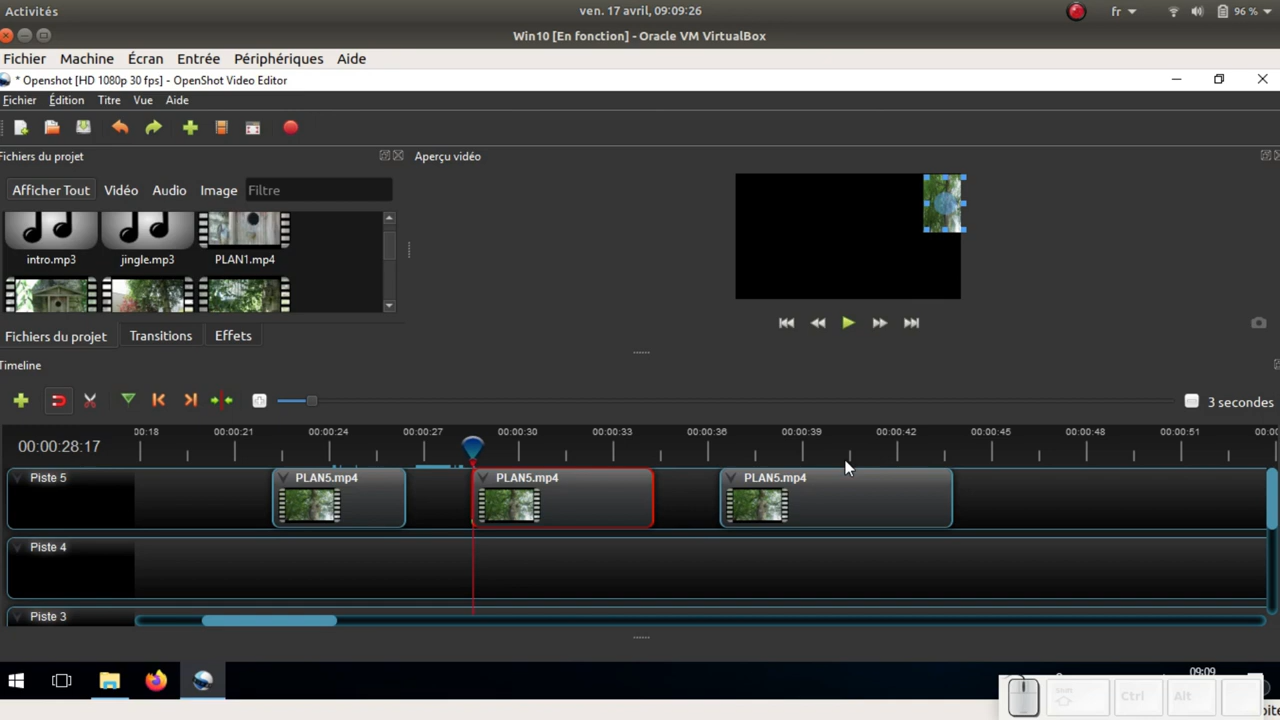 Activités
ven. 17 avril, 09:09:26
fr
96 %
Win10 [En fonction] - Oracle VM VirtualBox
Fichier Machine Écran Entrée Périphériques Aide
* Openshot [HD 1080p 30 fps] - OpenShot Video Editor
Fichier Édition Titre Vue Aide
Fichiers du projet
Aperçu vidéo
Afficher Tout Vidéo Audio Image Filtre
intro.mp3 jingle.mp3 PLAN1.mp4
Fichiers du projet Transitions Effets
Timeline
3 secondes
00:00:28:17
:00:18 00:00:21 00:00:24 00:00:27 00:00:30 00:00:33 00:00:36 00:00:39 00:00:42 00:00:45 00:00:48 00:00:51
Piste 5 PLAN5.mp4 PLAN5.mp4 PLAN5.mp4
Piste 4
Piste 3
09:09
Ctrl Alt